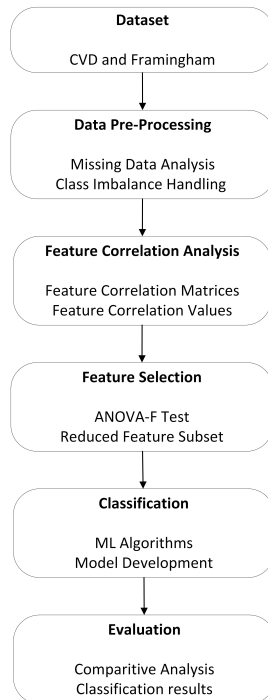 Dataset
CVD and Framingham
Data Pre-Processing
Missing Data Analysis
Class Imbalance Handling
Feature Correlation Analysis
Feature Correlation Matrices
Feature Correlation Values
Feature Selection
ANOVA-F Test
Reduced Feature Subset
Classification
ML Algorithms
Model Development
Evaluation
Comparitive Analysis
Classification results